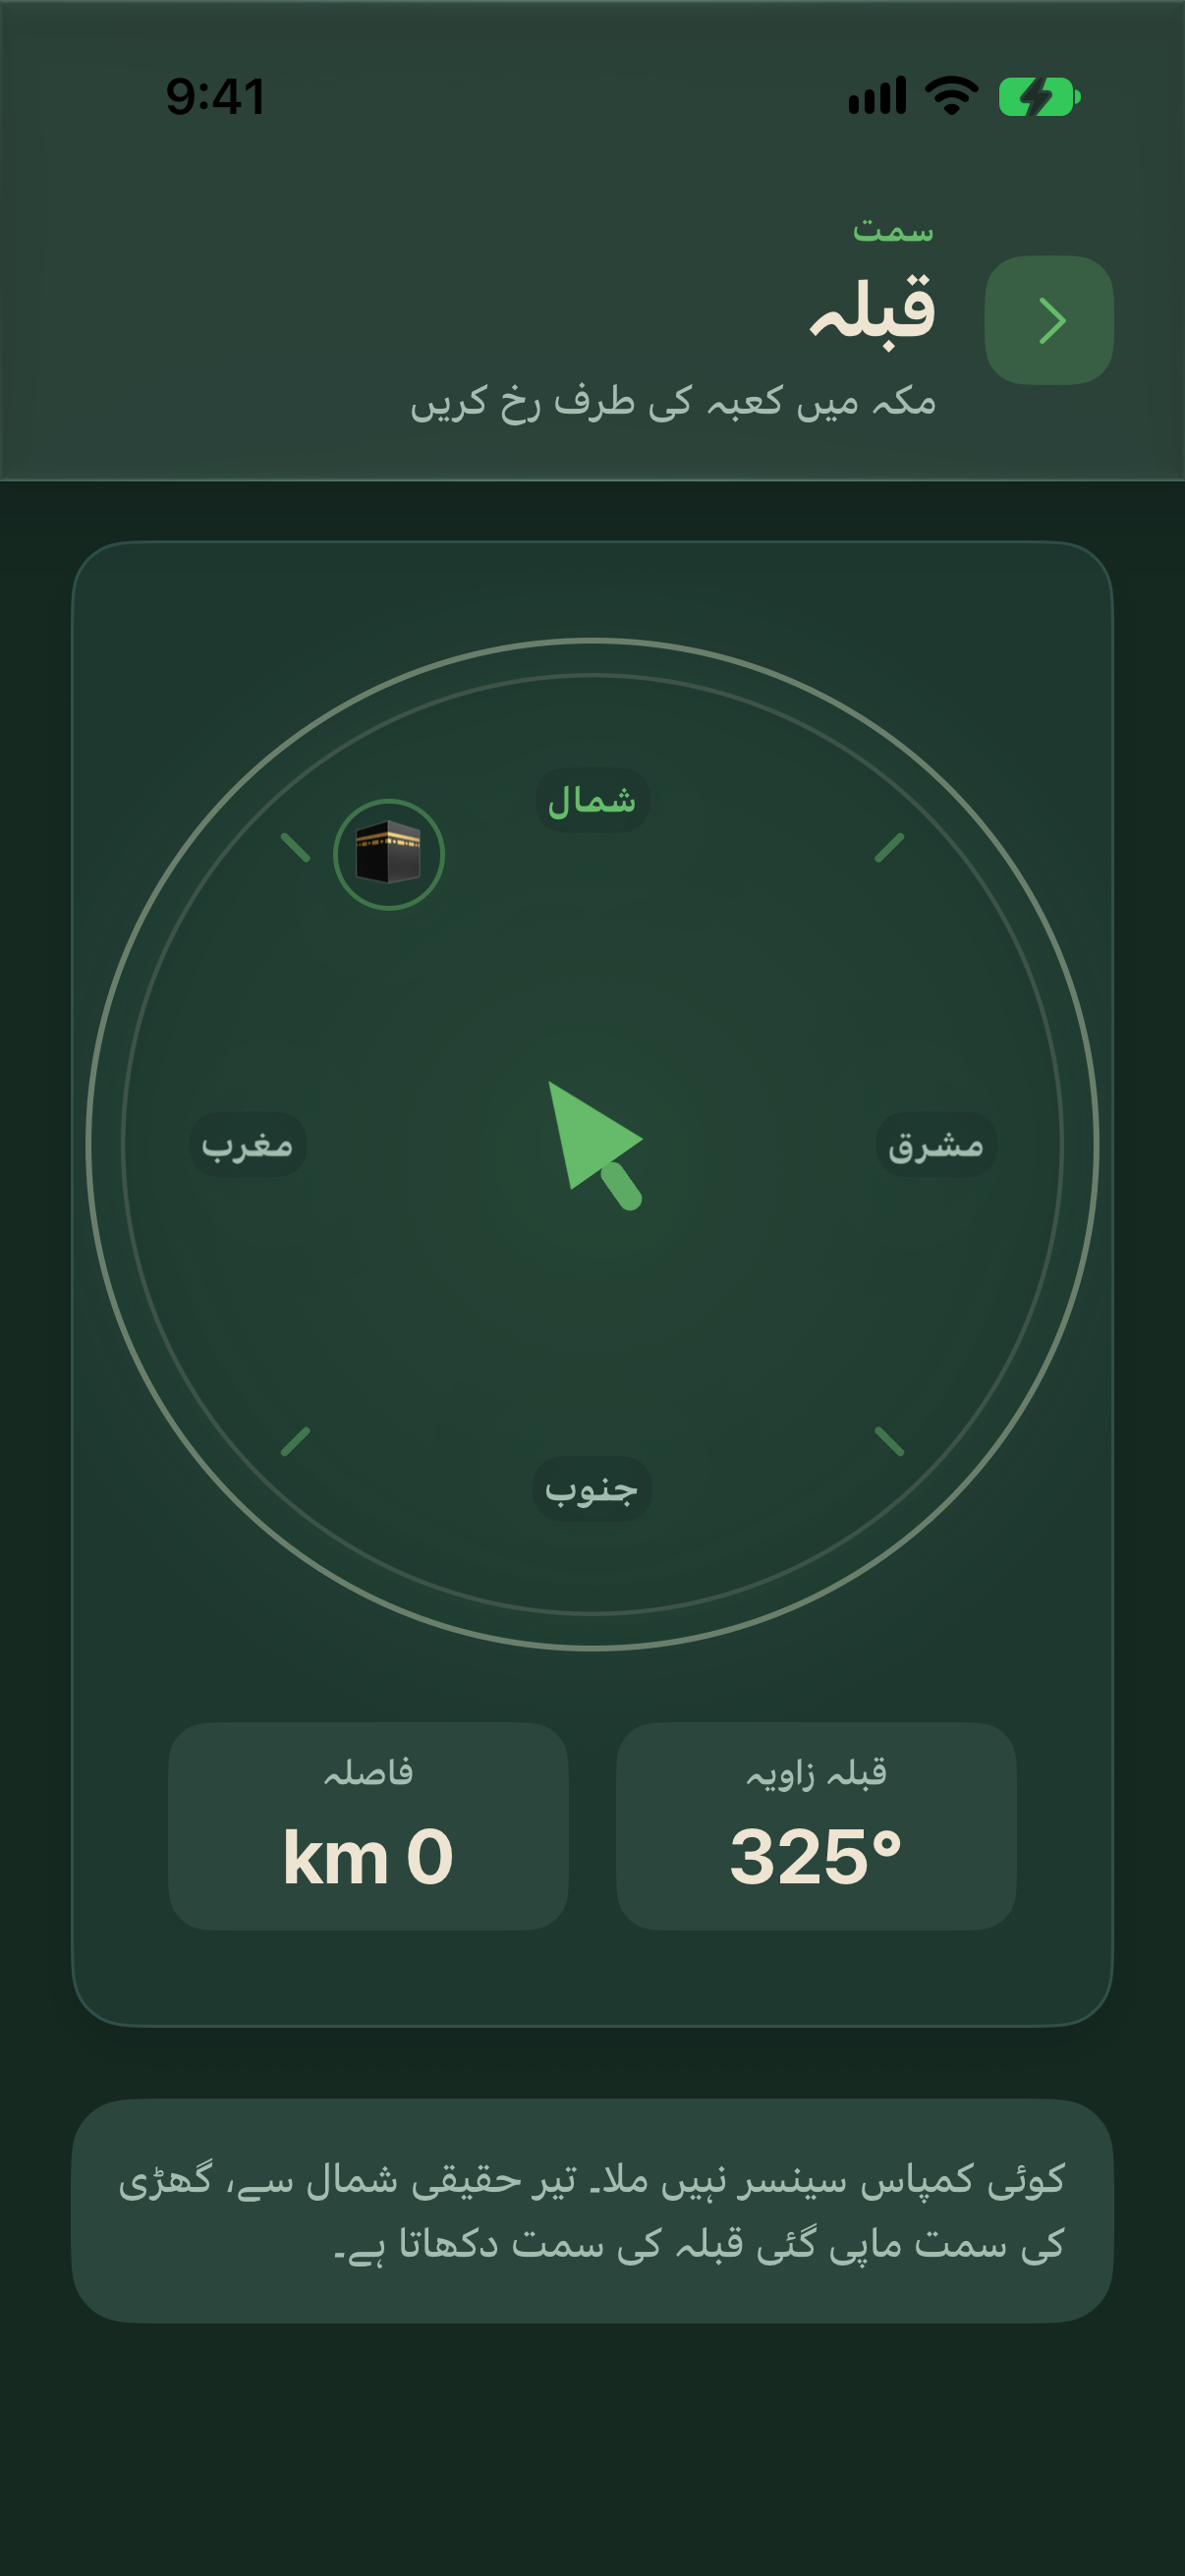 9:41
سمت
قبلہ
مکہ میں کعبہ کی طرف رخ کریں
شمال
مشرق
مغرب
جنوب
قبلہ زاویہ
325°
فاصلہ
0 km
کوئی کمپاس سینسر نہیں ملا۔ تیر حقیقی شمال سے، گھڑی
کی سمت ماپی گئی قبلہ کی سمت دکھاتا ہے۔